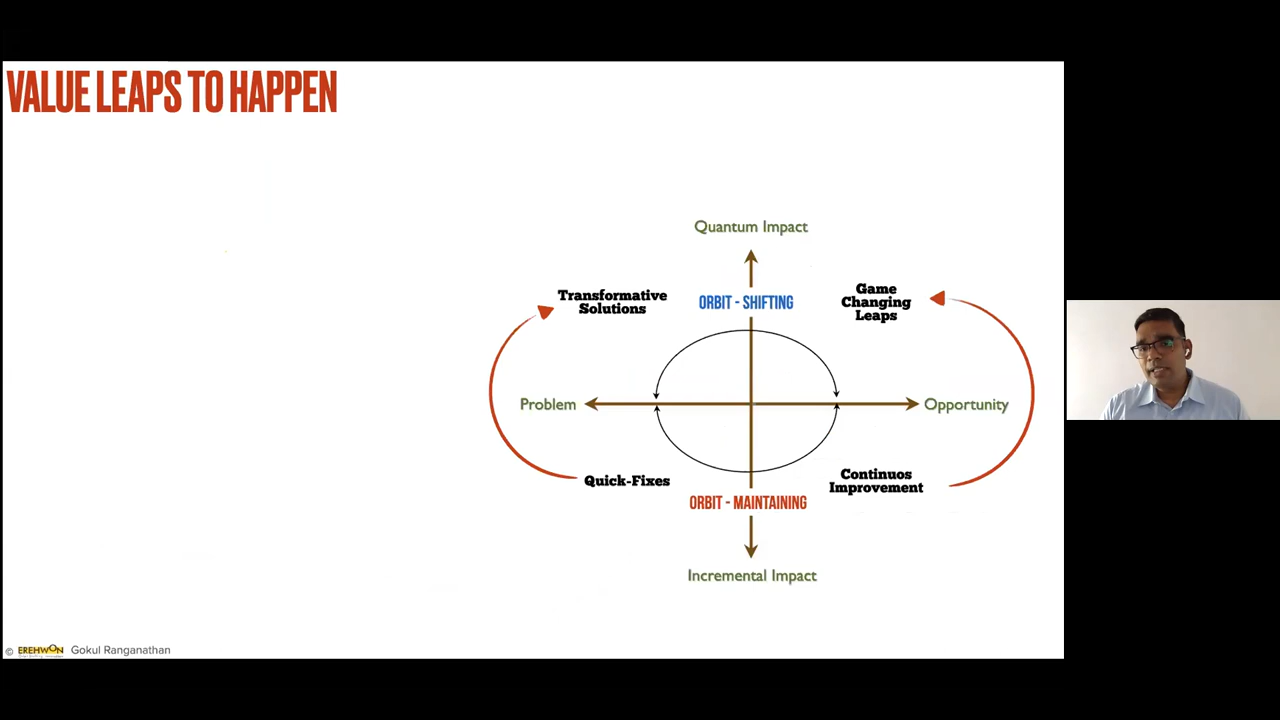 VALUE LEAPS TO HAPPEN
Quantum Impact
Transformative
Solutions
ORBIT - SHIFTING
Game
Changing
Leaps
Problem
Opportunity
Quick-Fixes
Continuos
Improvement
ORBIT - MAINTAINING
Incremental Impact
© EREHWON Gokul Ranganathan